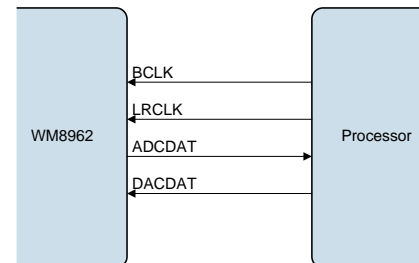 BCLK
LRCLK
WM8962
ADCDAT
Processor
DACDAT